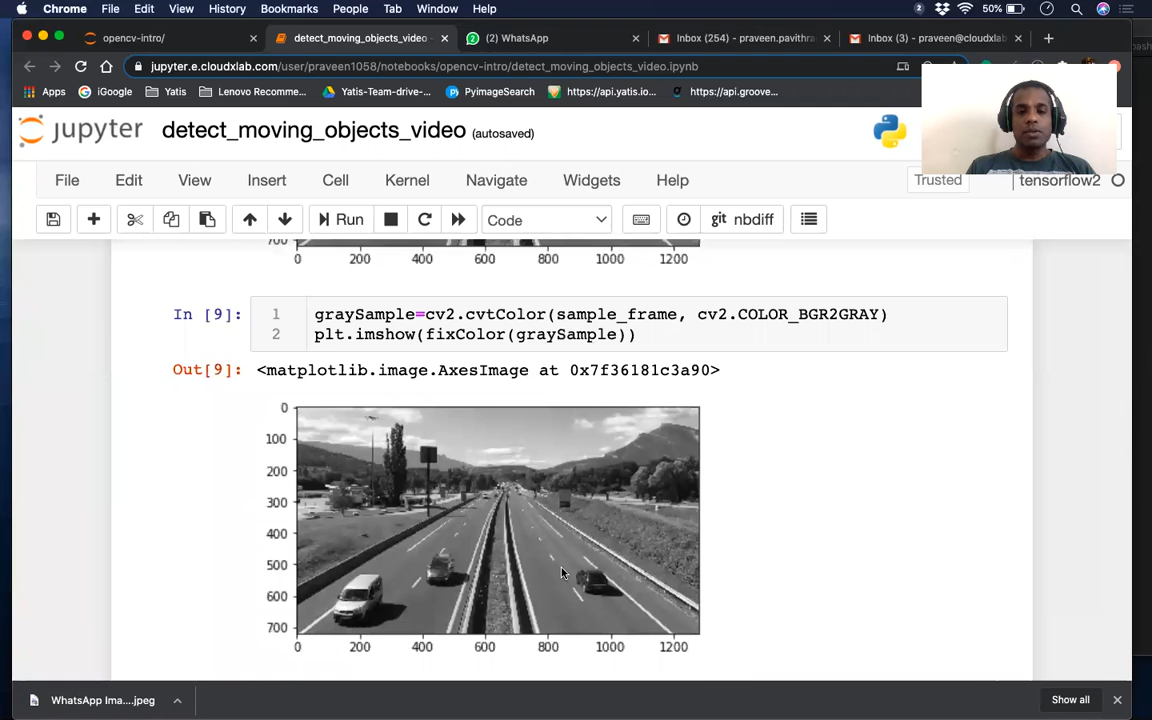 Chrome File Edit View History Bookmarks People Tab Window Help 2 50%
opencv-intro/ detect_moving_objects_video (2) WhatsApp Inbox (254) - praveen.pavithra Inbox (3) - praveen@cloudxlab
jupyter.e.cloudxlab.com/user/praveen1058/notebooks/opencv-intro/detect_moving_objects_video.ipynb
Apps iGoogle Yatis Lenovo Recomme... Yatis-Team-drive-... PyimageSearch https://api.yatis.io... https://api.groove...
jupyter detect_moving_objects_video (autosaved)
File Edit View Insert Cell Kernel Navigate Widgets Help Trusted tensorflow2
Run Code git nbdiff
700
0 200 400 600 800 1000 1200
In [9]: 1 graySample=cv2.cvtColor(sample_frame, cv2.COLOR_BGR2GRAY)
2 plt.imshow(fixColor(graySample))
Out[9]: <matplotlib.image.AxesImage at 0x7f36181c3a90>
0
100
200
300
400
500
600
700
0 200 400 600 800 1000 1200
WhatsApp Ima....jpeg Show all